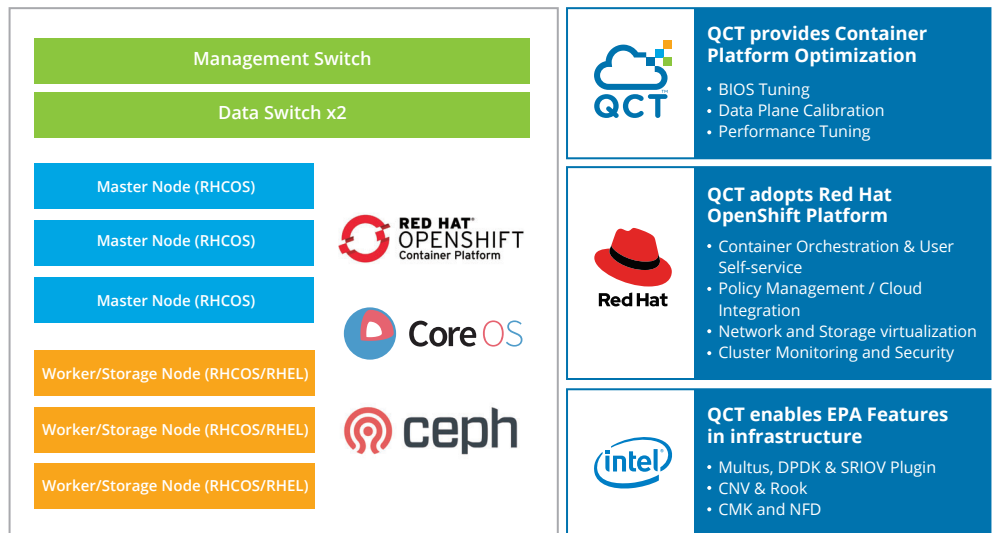 Management Switch
Data Switch x2
Master Node (RHCOS)
Master Node (RHCOS)
Master Node (RHCOS)
Worker/Storage Node (RHCOS/RHEL)
Worker/Storage Node (RHCOS/RHEL)
Worker/Storage Node (RHCOS/RHEL)
RED HAT®
OPENSHIFT
Container Platform
Core OS
ceph
QCT™
QCT provides Container
Platform Optimization
• BIOS Tuning
• Data Plane Calibration
• Performance Tuning
Red Hat
QCT adopts Red Hat
OpenShift Platform
• Container Orchestration & User
Self-service
• Policy Management / Cloud
Integration
• Network and Storage virtualization
• Cluster Monitoring and Security
intel®
QCT enables EPA Features
in infrastructure
• Multus, DPDK & SRIOV Plugin
• CNV & Rook
• CMK and NFD